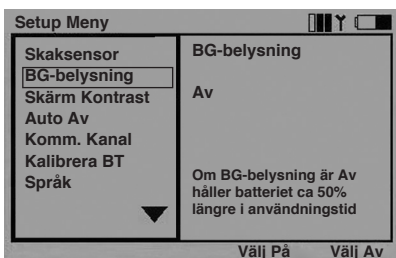 Setup Meny
Skaksensor
BG-belysning
Skärm Kontrast
Auto Av
Komm. Kanal
Kalibrera BT
Språk
BG-belysning
Av
Om BG-belysning är Av
håller batteriet ca 50%
längre i användningstid
Välj På
Välj Av